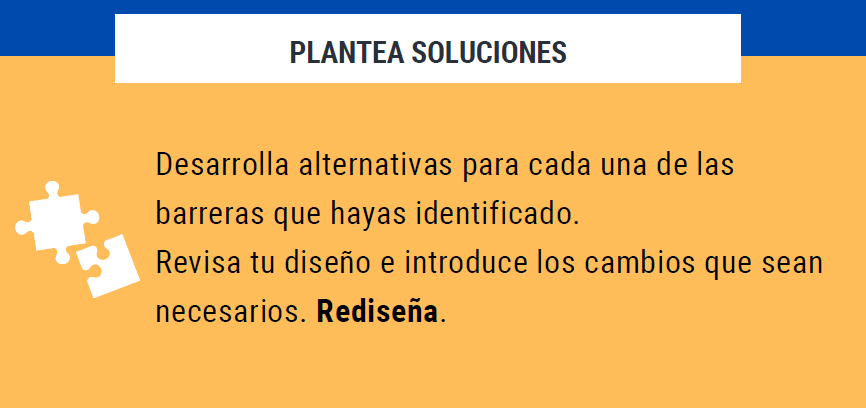 PLANTEA SOLUCIONES
Desarrolla alternativas para cada una de las
barreras que hayas identificado.
Revisa tu diseño e introduce los cambios que sean
necesarios. Rediseña.